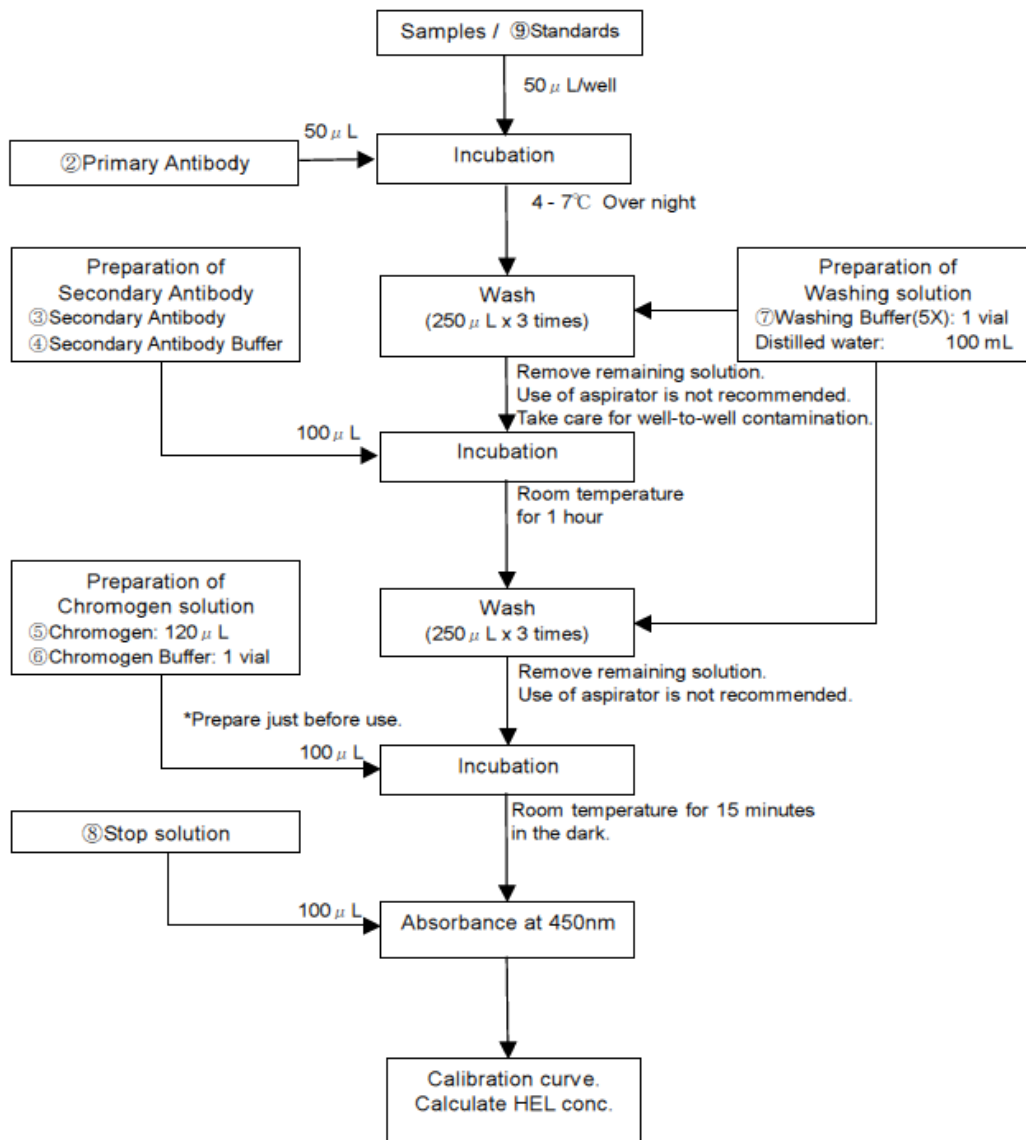 Samples / ⑨Standards
50μL/well
50μL
②Primary Antibody
Incubation
4 - 7℃ Over night
Preparation of
Secondary Antibody
③Secondary Antibody
④Secondary Antibody Buffer
Wash
(250μL x 3 times)
Preparation of
Washing solution
⑦Washing Buffer(5X): 1 vial
Distilled water: 100 mL
Remove remaining solution.
Use of aspirator is not recommended.
Take care for well-to-well contamination.
100μL
Incubation
Room temperature
for 1 hour
Preparation of
Chromogen solution
⑤Chromogen: 120μL
⑥Chromogen Buffer: 1 vial
Wash
(250μL x 3 times)
Remove remaining solution.
Use of aspirator is not recommended.
*Prepare just before use.
100μL
Incubation
Room temperature for 15 minutes
in the dark.
⑧Stop solution
100μL
Absorbance at 450nm
Calibration curve.
Calculate HEL conc.